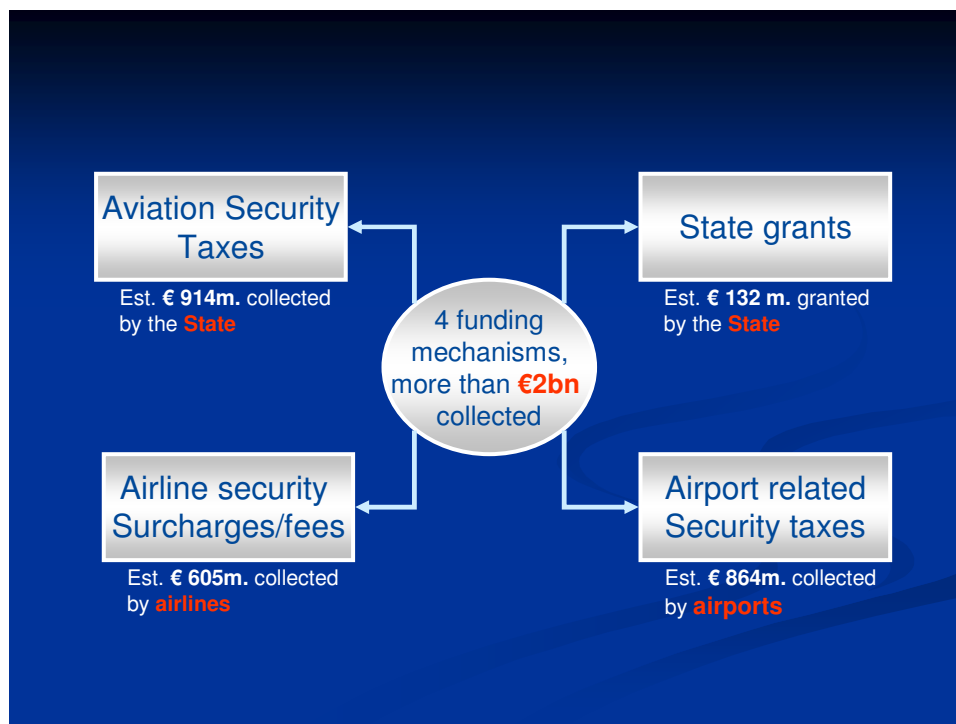 Aviation Security
Taxes
Est. € 914m. collected
by the State
State grants
Est. € 132 m. granted
by the State
4 funding
mechanisms,
more than €2bn
collected
Airline security
Surcharges/fees
Est. € 605m. collected
by airlines
Airport related
Security taxes
Est. € 864m. collected
by airports